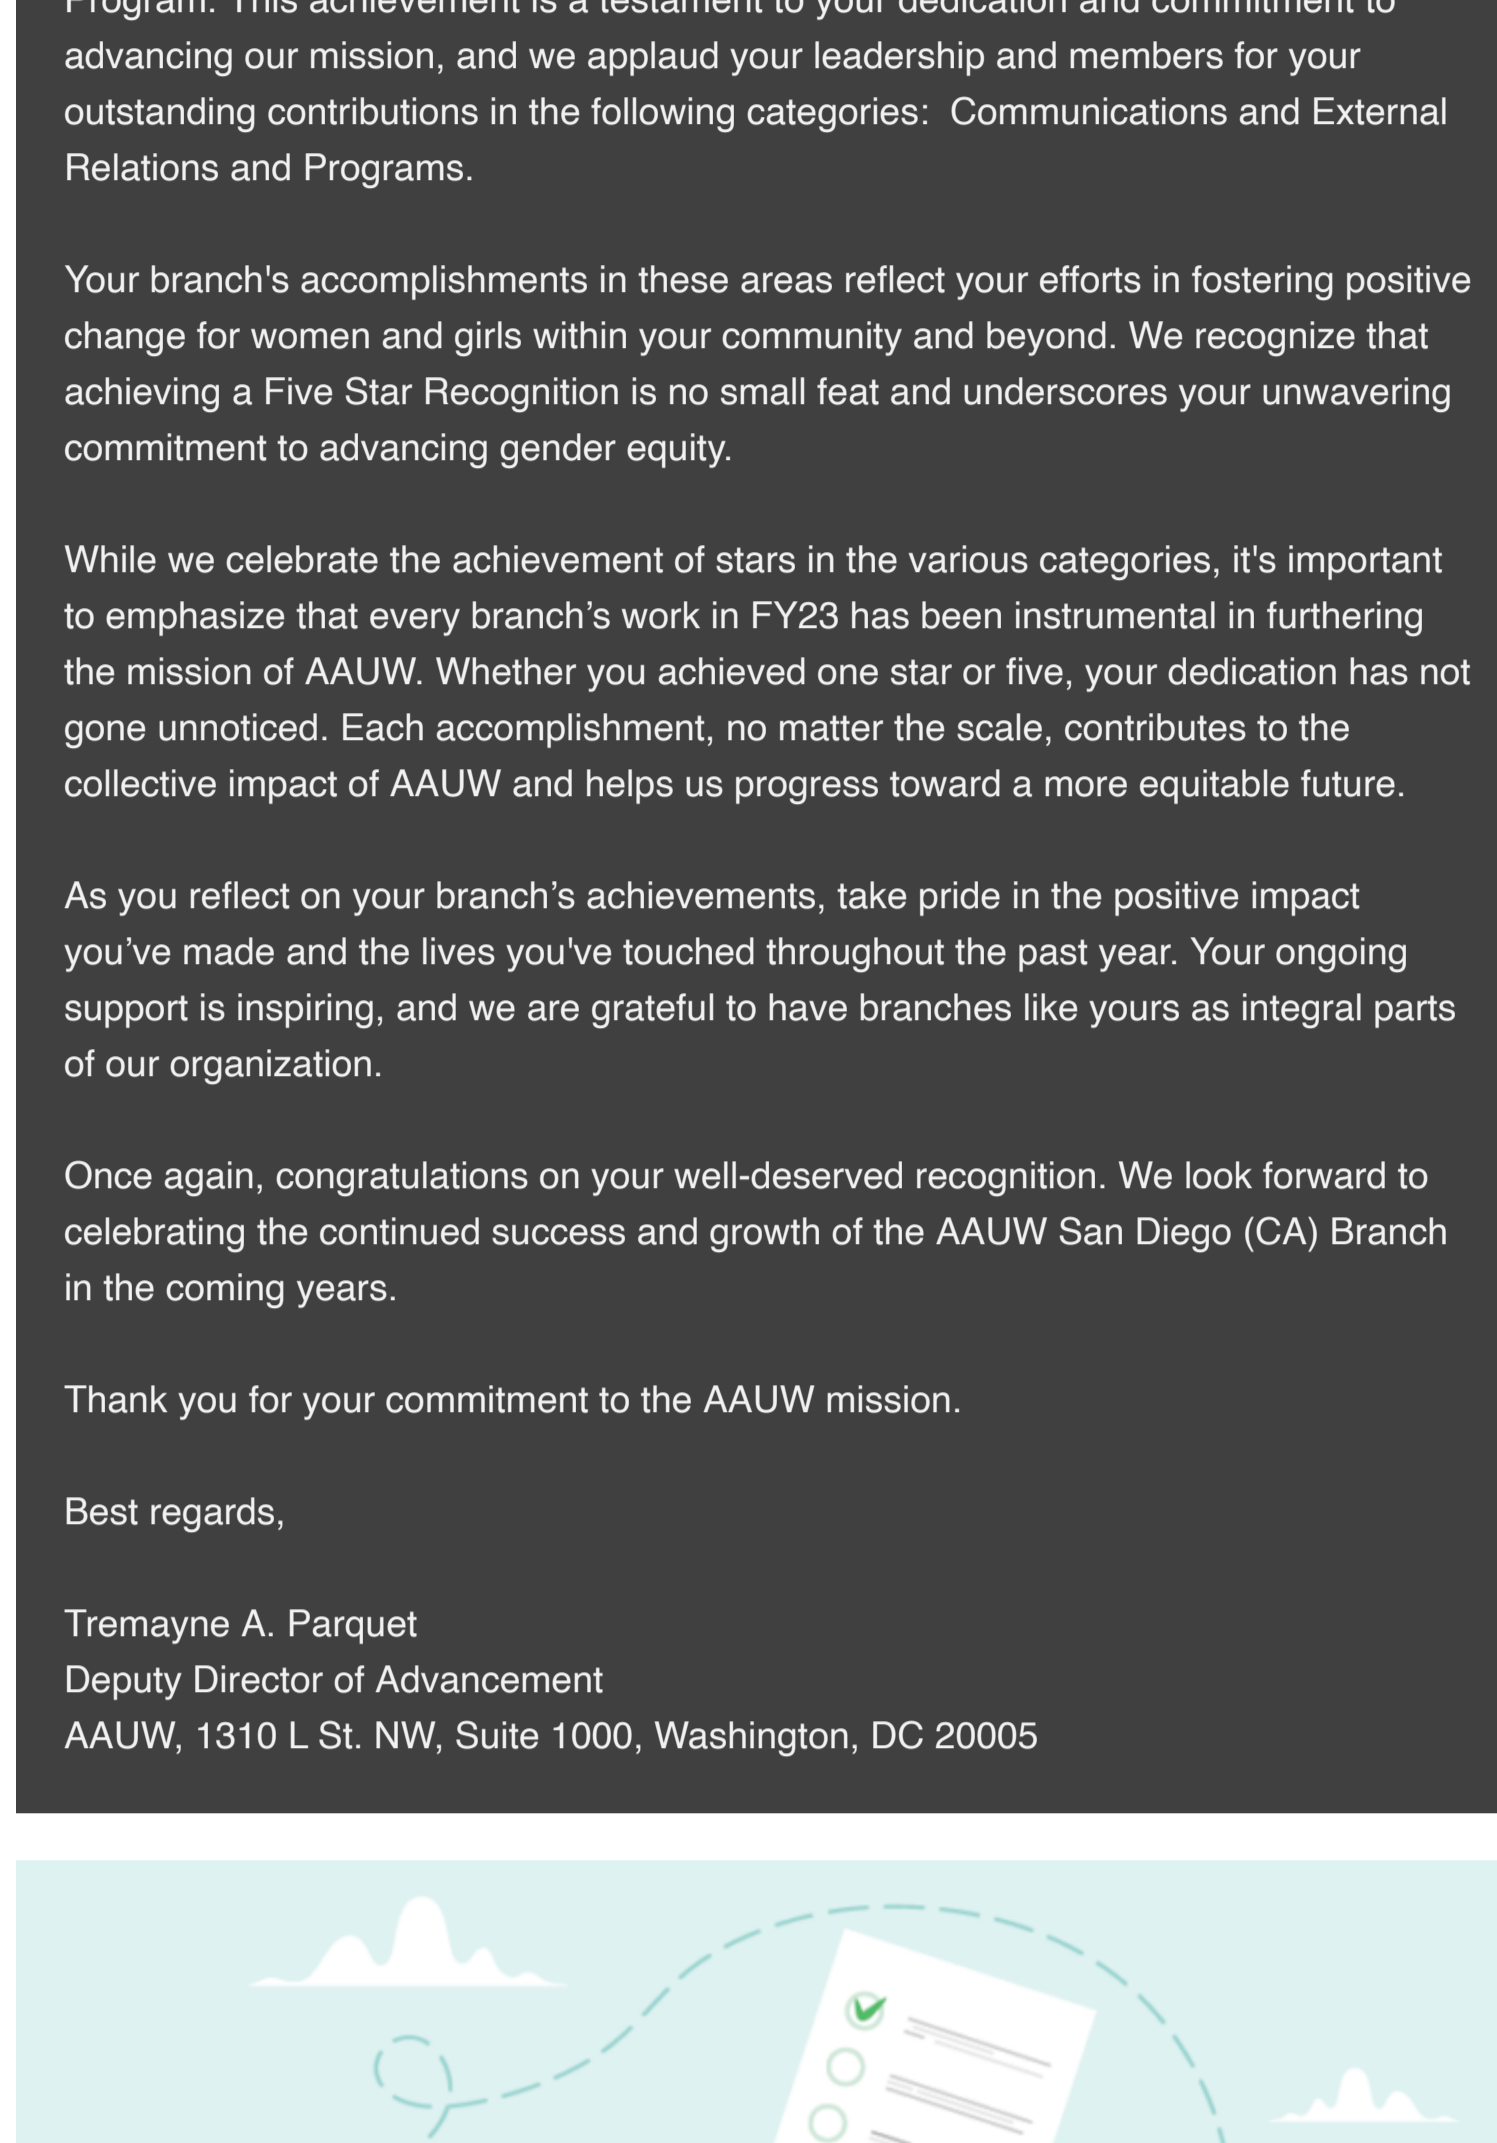 Program. This achievement is a testament to your dedication and commitment to
advancing our mission, and we applaud your leadership and members for your
outstanding contributions in the following categories:  Communications and External
Relations and Programs.
Your branch's accomplishments in these areas reflect your efforts in fostering positive
change for women and girls within your community and beyond. We recognize that
achieving a Five Star Recognition is no small feat and underscores your unwavering
commitment to advancing gender equity.
While we celebrate the achievement of stars in the various categories, it's important
to emphasize that every branch’s work in FY23 has been instrumental in furthering
the mission of AAUW. Whether you achieved one star or five, your dedication has not
gone unnoticed. Each accomplishment, no matter the scale, contributes to the
collective impact of AAUW and helps us progress toward a more equitable future.
As you reflect on your branch’s achievements, take pride in the positive impact
you’ve made and the lives you've touched throughout the past year. Your ongoing
support is inspiring, and we are grateful to have branches like yours as integral parts
of our organization.
Once again, congratulations on your well-deserved recognition. We look forward to
celebrating the continued success and growth of the AAUW San Diego (CA) Branch
in the coming years.
Thank you for your commitment to the AAUW mission.
Best regards,
Tremayne A. Parquet
Deputy Director of Advancement
AAUW, 1310 L St. NW, Suite 1000, Washington, DC 20005